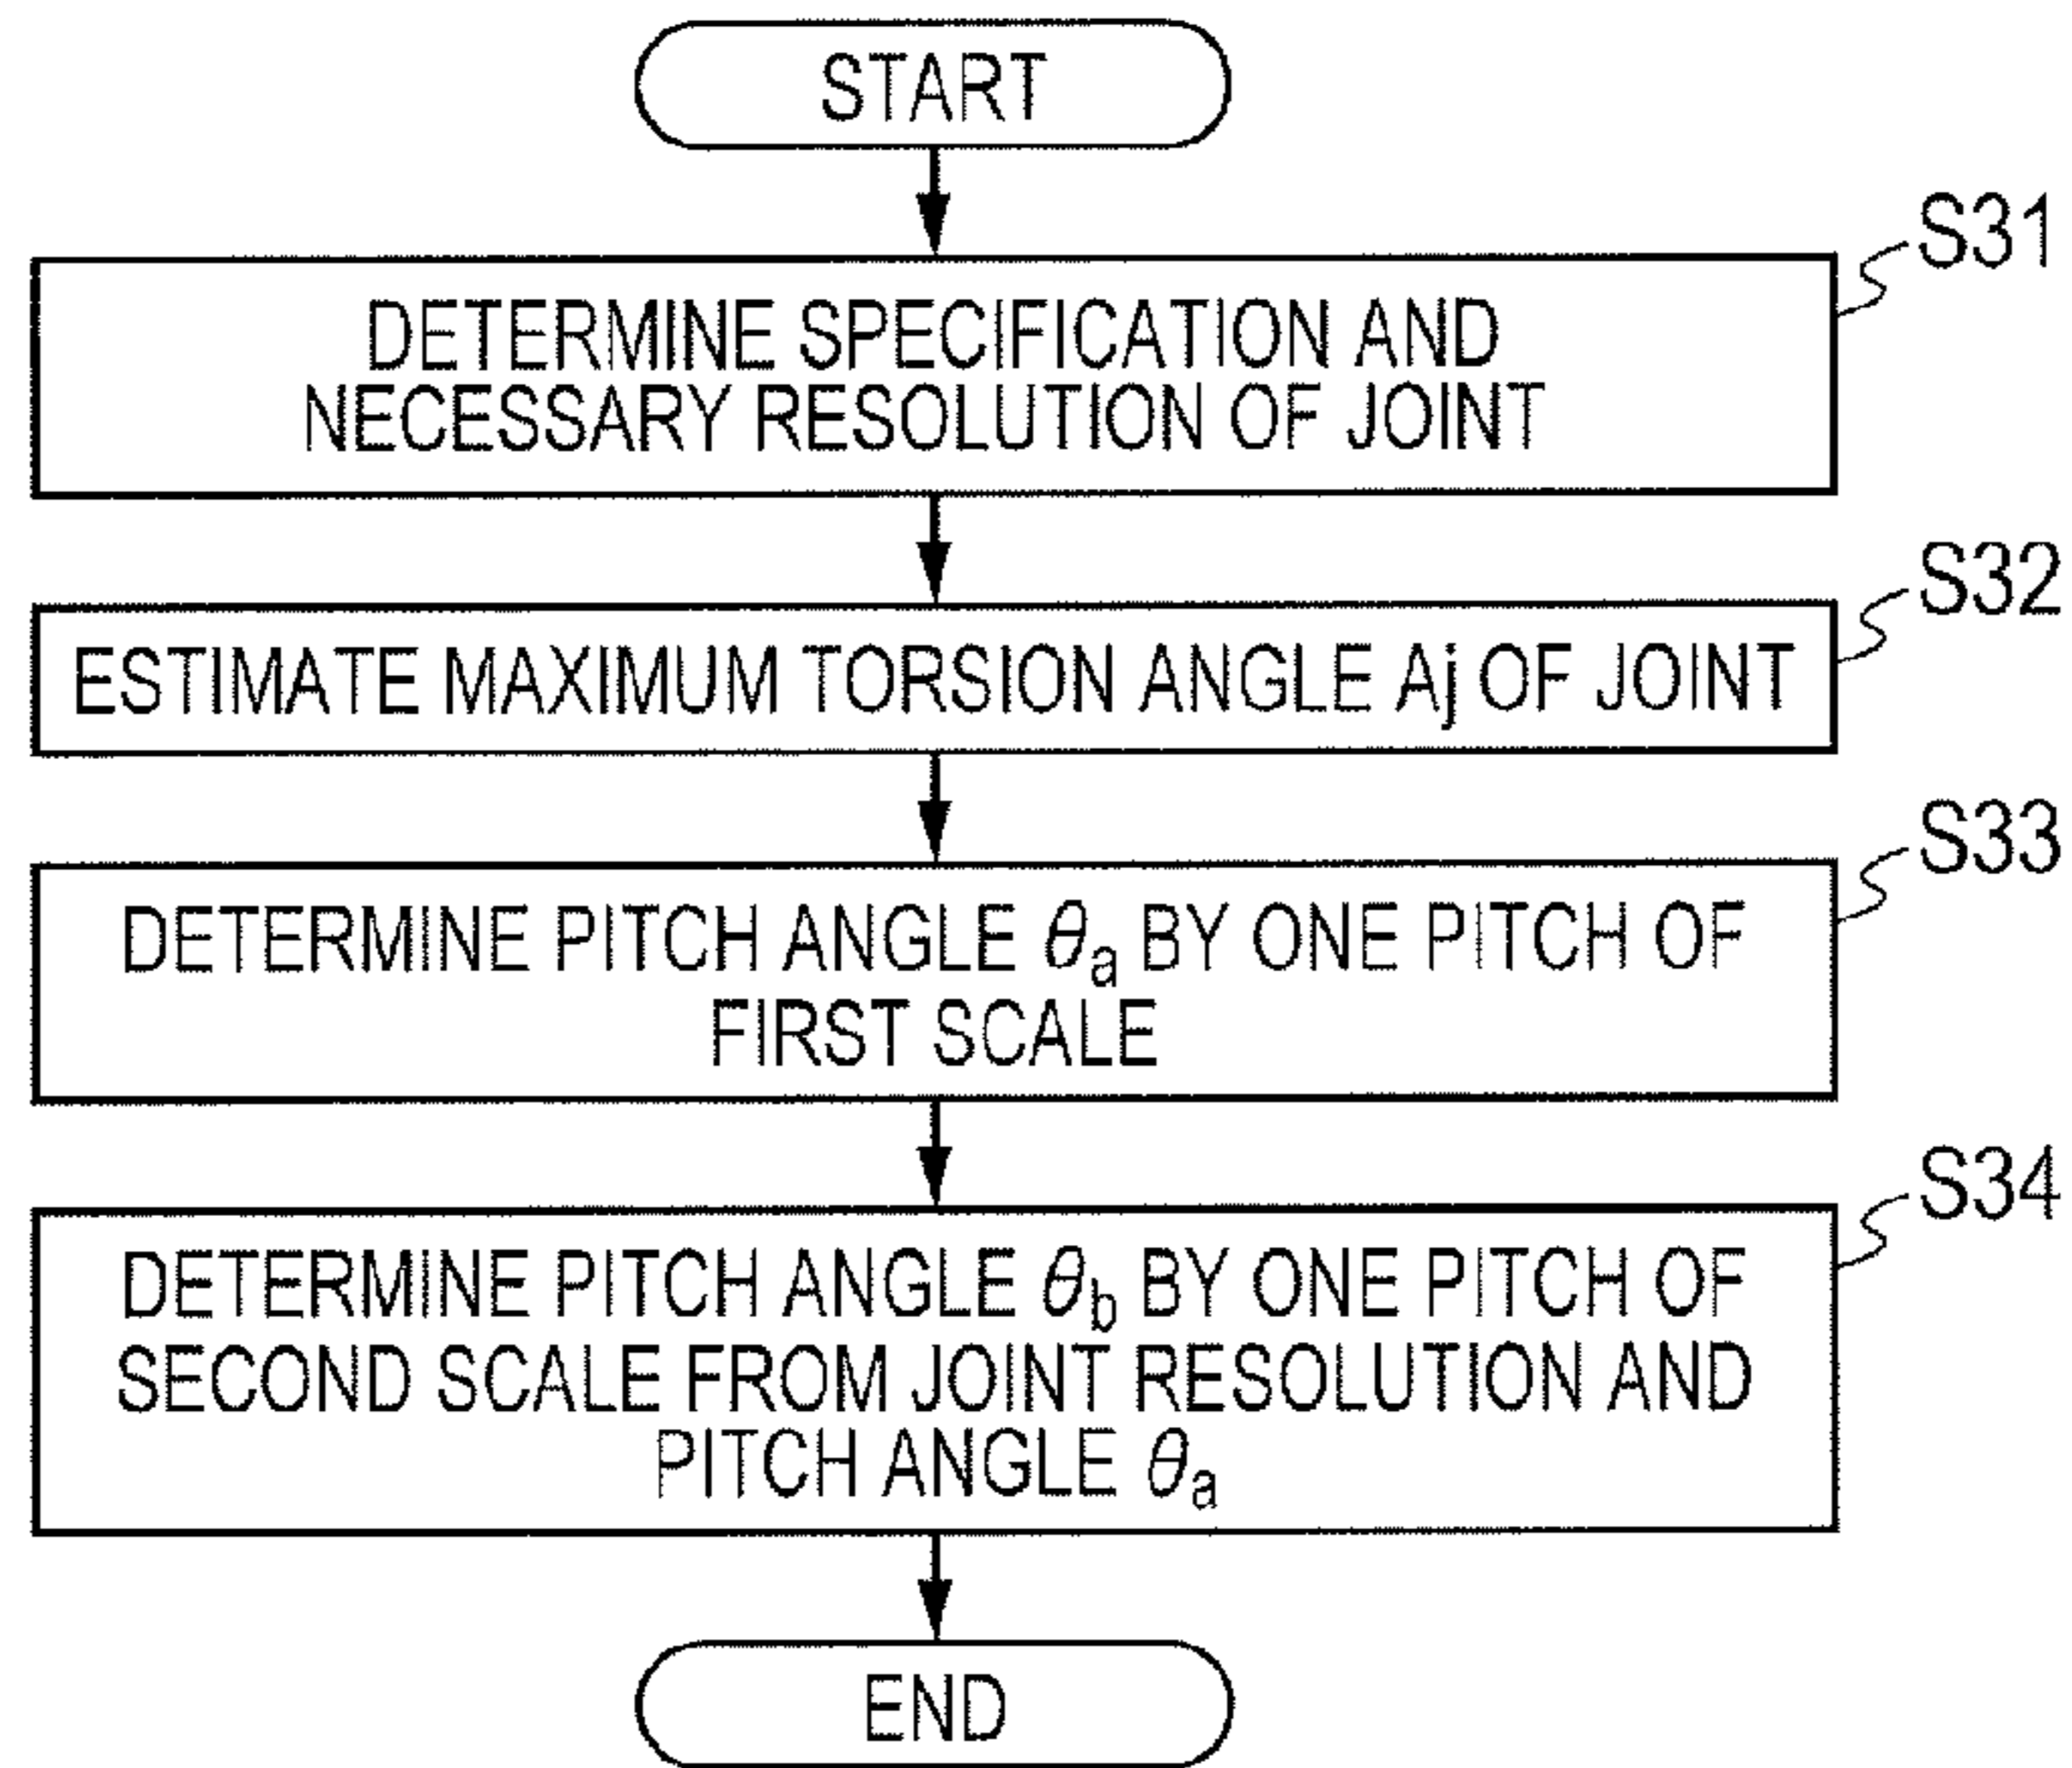 START
S31
DETERMINE SPECIFICATION AND
NECESSARY RESOLUTION OF JOINT
S32
ESTIMATE MAXIMUM TORSION ANGLE Aj OF JOINT
S33
DETERMINE PITCH ANGLE θa BY ONE PITCH OF
FIRST SCALE
S34
DETERMINE PITCH ANGLE θb BY ONE PITCH OF
SECOND SCALE FROM JOINT RESOLUTION AND
PITCH ANGLE θa
END